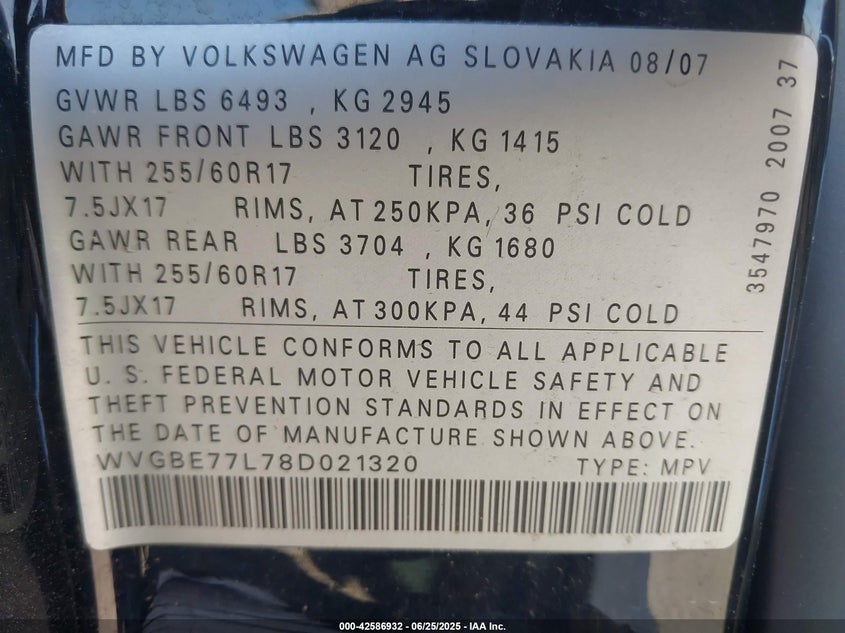 MFD BY VOLKSWAGEN AG SLOVAKIA 08/07
GVWR LBS 6493 , KG 2945
GAWR FRONT LBS 3120 , KG 1415
WITH 255/60R17 TIRES,
7.5JX17 RIMS, AT 250KPA, 36 PSI COLD
GAWR REAR LBS 3704 , KG 1680
WITH 255/60R17 TIRES,
7.5JX17 RIMS, AT 300KPA, 44 PSI COLD
THIS VEHICLE CONFORMS TO ALL APPLICABLE
U. S. FEDERAL MOTOR VEHICLE SAFETY AND
THEFT PREVENTION STANDARDS IN EFFECT ON
THE DATE OF MANUFACTURE SHOWN ABOVE.
WVGBE77L78D021320 TYPE: MPV
3547970 2007 37
000-42586932 - 06/25/2025 - IAA Inc.